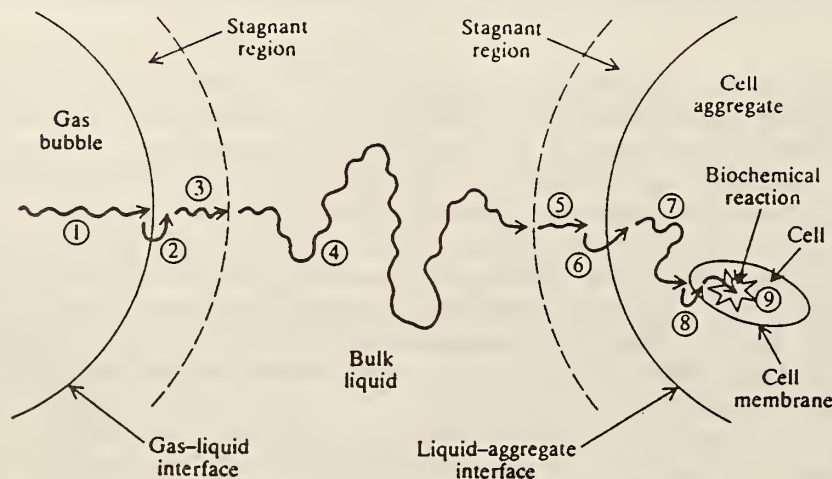 Stagnant
region
Stagnant
region
Cell
aggregate
Gas
bubble
Biochemical
reaction
Cell
①
②
③
④
⑤
⑥
⑦
⑧
⑨
Bulk
liquid
Cell
membrane
Gas–liquid
interface
Liquid–aggregate
interface